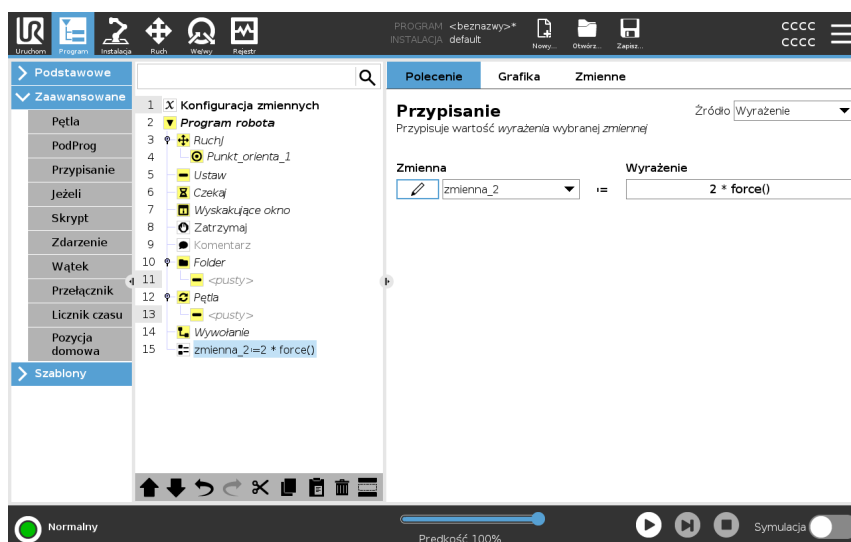 UR
Uruchom
Program
Instalacja
Ruch
We/wy
Rejestr
PROGRAM <beznazwy>*
INSTALACJA default
Nowy...
Otwórz...
Zapisz...
CCCC
CCCC
Podstawowe
Zaawansowane
Pętla
PodProg
Przypisanie
Jeżeli
Skrypt
Zdarzenie
Wątek
Przełącznik
Licznik czasu
Pozycja
domowa
Szablony
1 X Konfiguracja zmiennych
2 Program robota
3 RuchJ
4 Punkt_orienta_1
5 Ustaw
6 Czekaj
7 Wyskakujące okno
8 Zatrzymaj
9 Komentarz
10 Folder
11 <pusty>
12 Pętla
13 <pusty>
14 Wywołanie
15 zmienna_2:=2 * force()
Polecenie
Grafika
Zmienne
Przypisanie
Źródło Wyrażenie
Przypisuje wartość wyrażenia wybranej zmiennej
Zmienna
Wyrażenie
zmienna_2 := 2 * force()
Normalny
Prędkość 100%
Symulacja